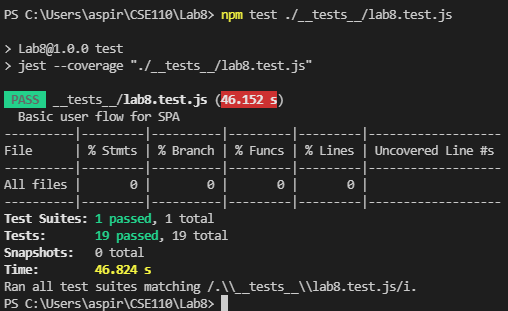 PS C:\Users\aspir\CSE110\Lab8> npm test ./__tests__/lab8.test.js
> Lab8@1.0.0 test
> jest --coverage "./__tests__/lab8.test.js"
PASS __tests__/lab8.test.js (46.152 s)
Basic user flow for SPA
----------|---------|----------|---------|---------|-------------------
File      | % Stmts | % Branch | % Funcs | % Lines | Uncovered Line #s
----------|---------|----------|---------|---------|-------------------
All files |       0 |        0 |       0 |       0 |
----------|---------|----------|---------|---------|-------------------
Test Suites: 1 passed, 1 total
Tests:       19 passed, 19 total
Snapshots:   0 total
Time:        46.824 s
Ran all test suites matching /.\\__tests__\\lab8.test.js/i.
PS C:\Users\aspir\CSE110\Lab8>